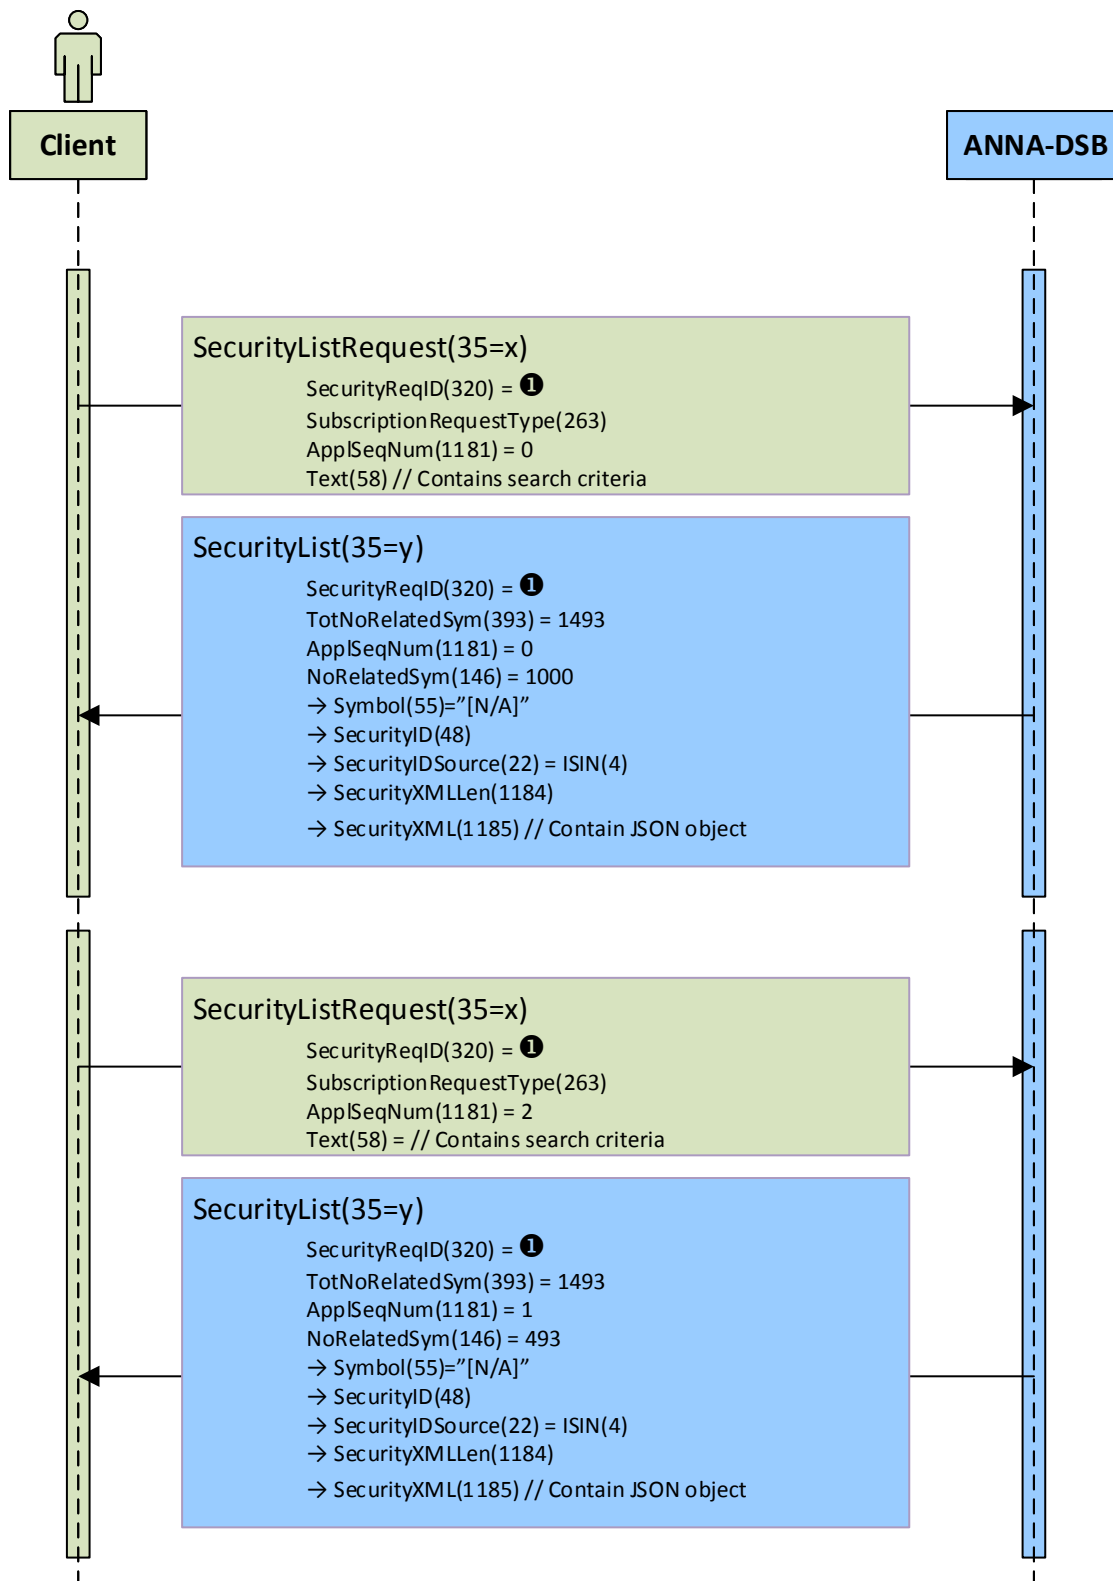 Client
ANNA-DSB
SecurityListRequest(35=x)
SecurityReqID(320) = ❶
SubscriptionRequestType(263)
ApplSeqNum(1181) = 0
Text(58) // Contains search criteria
SecurityList(35=y)
SecurityReqID(320) = ❶
TotNoRelatedSym(393) = 1493
ApplSeqNum(1181) = 0
NoRelatedSym(146) = 1000
→ Symbol(55)=”[N/A]”
→ SecurityID(48)
→ SecurityIDSource(22) = ISIN(4)
→ SecurityXMLLen(1184)
→ SecurityXML(1185) // Contain JSON object
SecurityListRequest(35=x)
SecurityReqID(320) = ❶
SubscriptionRequestType(263)
ApplSeqNum(1181) = 2
Text(58) = // Contains search criteria
SecurityList(35=y)
SecurityReqID(320) = ❶
TotNoRelatedSym(393) = 1493
ApplSeqNum(1181) = 1
NoRelatedSym(146) = 493
→ Symbol(55)=”[N/A]”
→ SecurityID(48)
→ SecurityIDSource(22) = ISIN(4)
→ SecurityXMLLen(1184)
→ SecurityXML(1185) // Contain JSON object